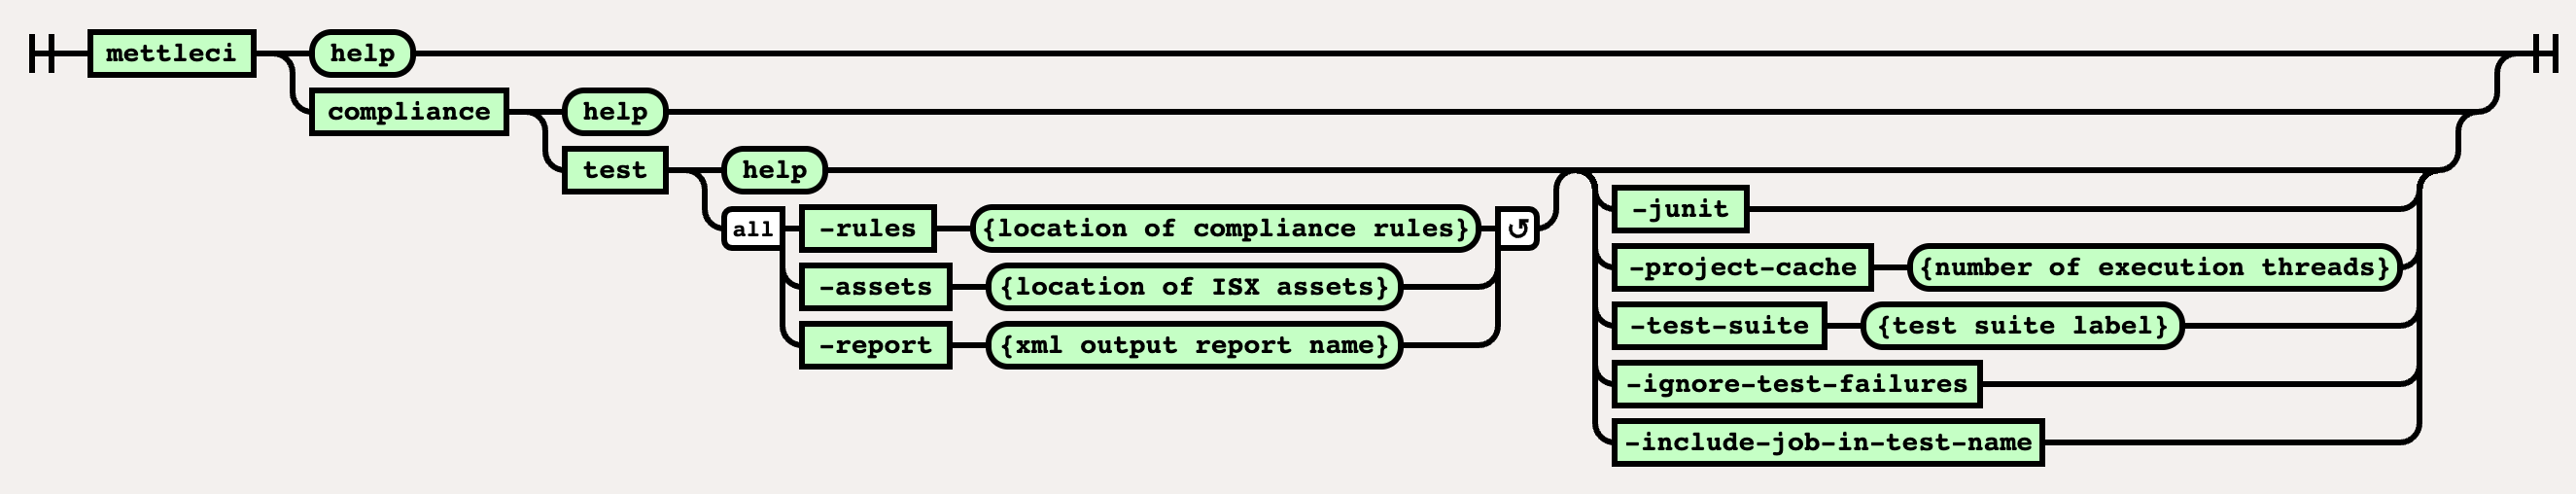 mettleci help
compliance help
test help
-junit
all -rules {location of compliance rules} ↺
-project-cache {number of execution threads}
-assets {location of ISX assets}
-test-suite {test suite label}
-report {xml output report name}
-ignore-test-failures
-include-job-in-test-name